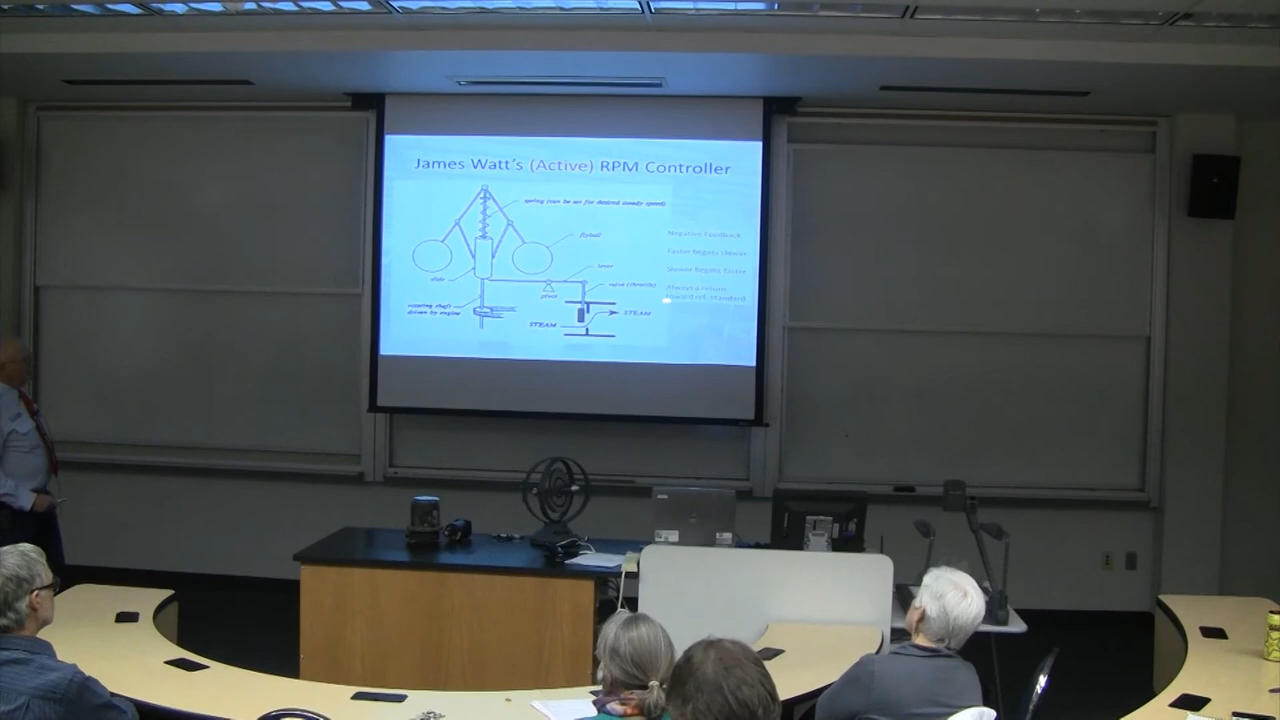 James Watt's (Active) RPM Controller
spring (can be set for desired steady speed)
flyball
Negative Feedback
Faster begets slower
lever
Slower begets faster
slide
valve (throttle)
Always a return
pivot
toward ref. standard
rotating shaft
driven by engine
STEAM
STEAM